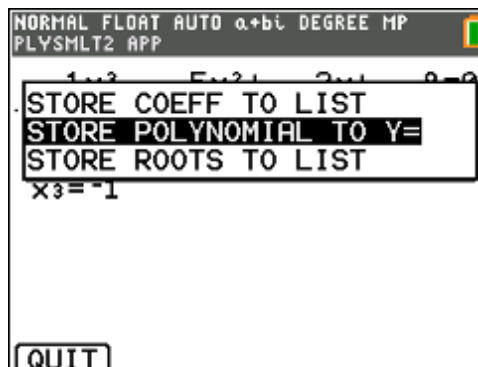 NORMAL FLOAT AUTO a+bi DEGREE MP
PLYSMLT2 APP
STORE COEFF TO LIST
STORE POLYNOMIAL TO Y=
STORE ROOTS TO LIST
x₃=⁻1
QUIT